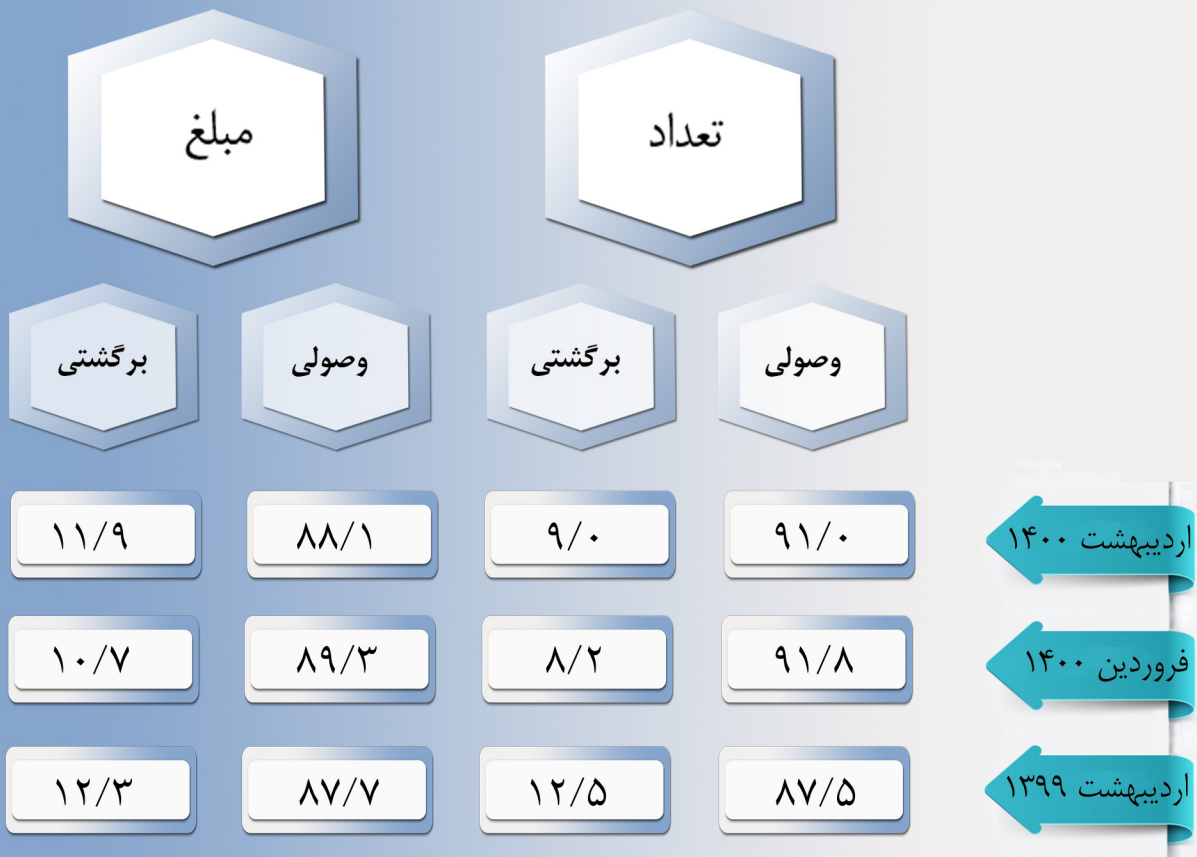 تعداد
مبلغ
وصولی
برگشتی
وصولی
برگشتی
اردیبهشت ۱۴۰۰
۹۱/۰
۹/۰
۸۸/۱
۱۱/۹
فروردین ۱۴۰۰
۹۱/۸
۸/۲
۸۹/۳
۱۰/۷
اردیبهشت ۱۳۹۹
۸۷/۵
۱۲/۵
۸۷/۷
۱۲/۳